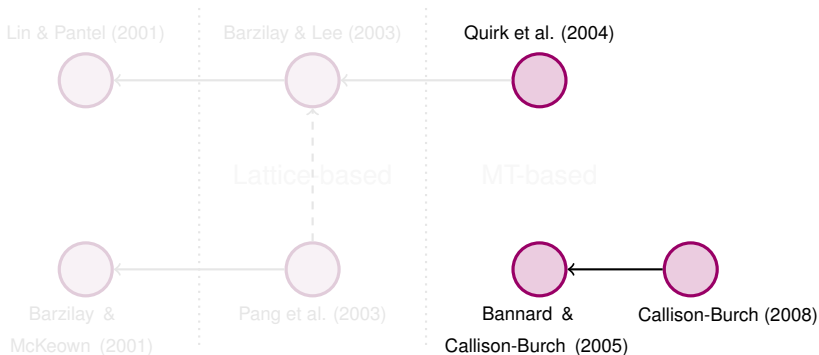 Lin & Pantel (2001)
Barzilay & Lee (2003)
Quirk et al. (2004)
Lattice-based
MT-based
Barzilay &
McKeown (2001)
Pang et al. (2003)
Bannard &
Callison-Burch (2005)
Callison-Burch (2008)